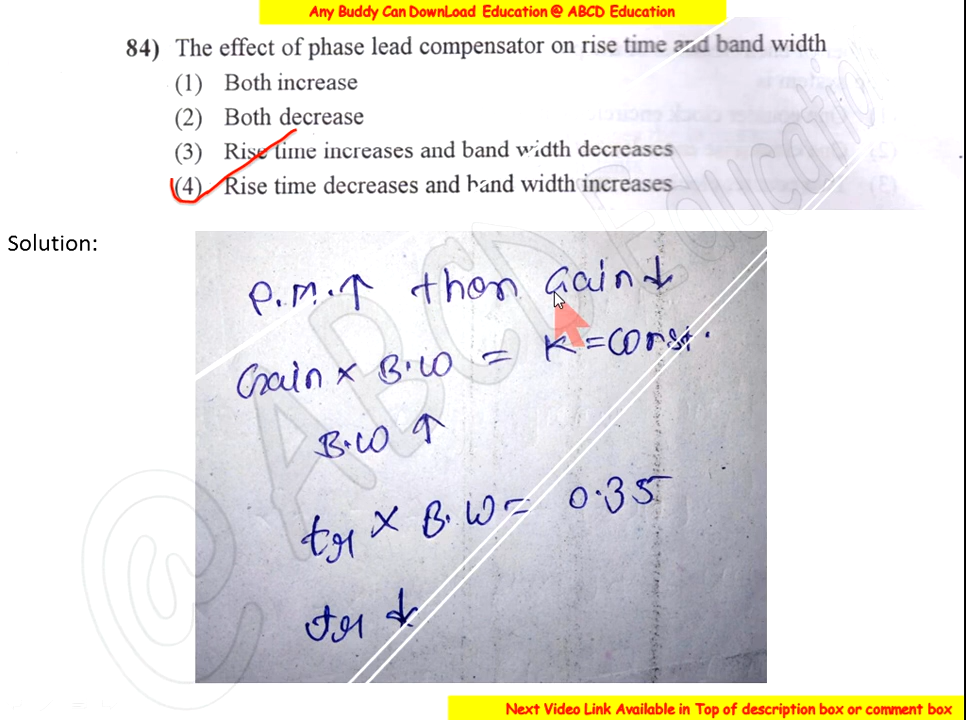 Any Buddy Can DownLoad Education @ ABCD Education
84) The effect of phase lead compensator on rise time and band width
(1) Both increase
(2) Both decrease
(3) Rise time increases and band width decreases
(4) Rise time decreases and band width increases
Solution:
P.M.↑ then Gain↓
Gain × B.W = K = const.
B.W ↑
tr × B.W = 0.35
tr ↓
© ABCD Education
Next Video Link Available in Top of description box or comment box